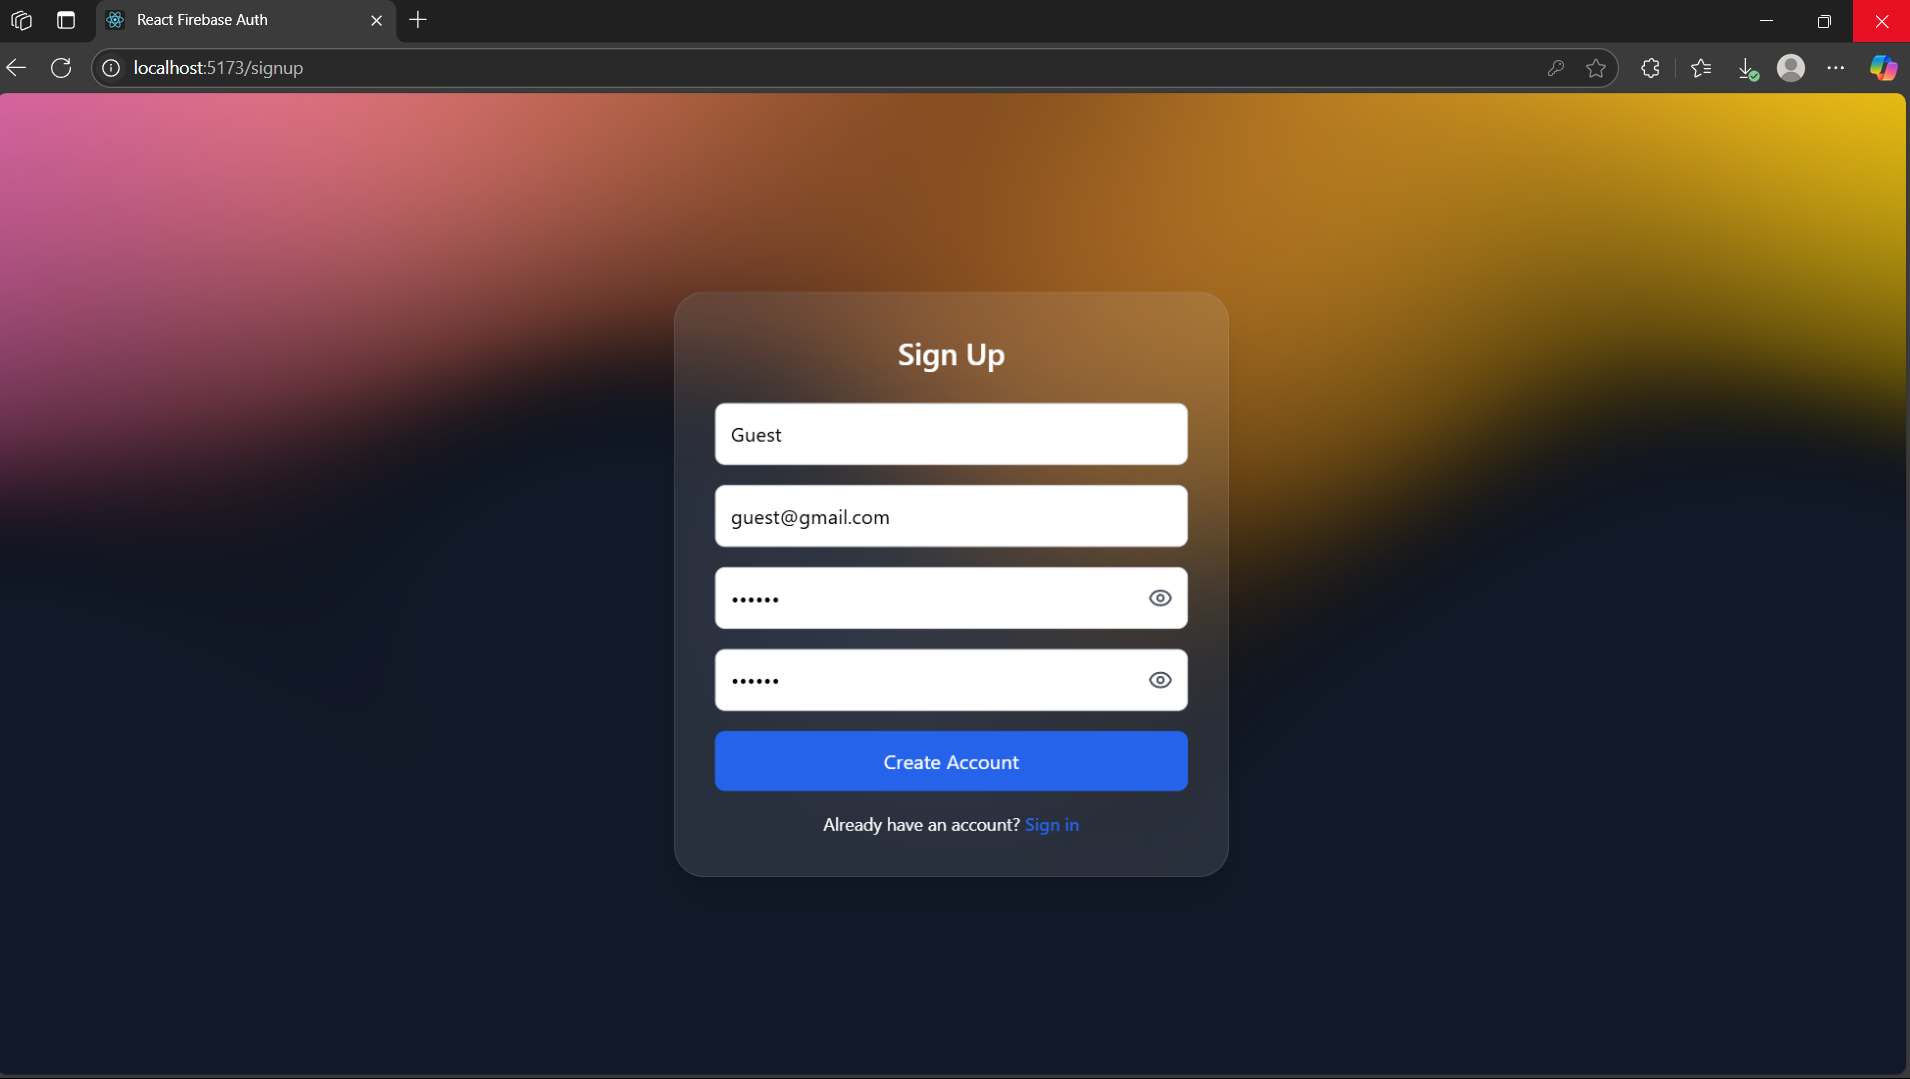 React Firebase Auth
localhost:5173/signup
Sign Up
Guest
guest@gmail.com
••••••
••••••
Create Account
Already have an account? Sign in